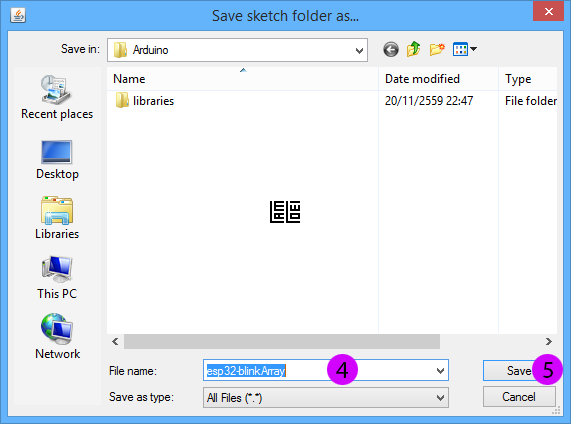 Save sketch folder as...
Save in:
Arduino
Name
Date modified
Type
libraries
20/11/2559 22:47
File folder
Recent places
Desktop
Libraries
This PC
Network
File name:
esp32-blinkArray
4
Save
5
Save as type:
All Files (*.*)
Cancel